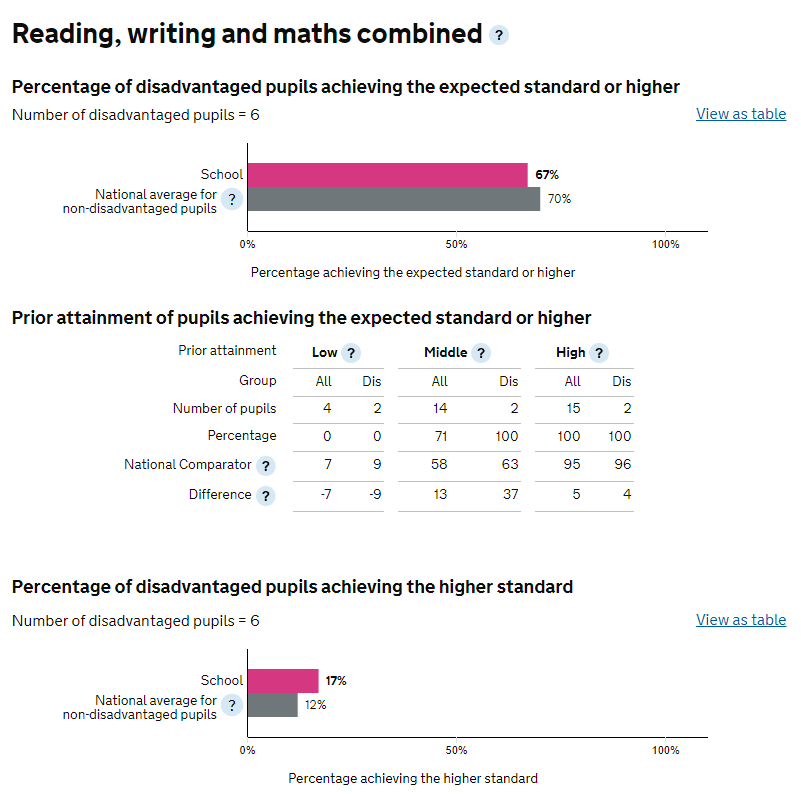 Reading, writing and maths combined ?
Percentage of disadvantaged pupils achieving the expected standard or higher
Number of disadvantaged pupils = 6 View as table
School 67%
National average for
non-disadvantaged pupils ? 70%
0% 50% 100%
Percentage achieving the expected standard or higher
Prior attainment of pupils achieving the expected standard or higher
Prior attainment Low ? Middle ? High ?
Group All Dis All Dis All Dis
Number of pupils 4 2 14 2 15 2
Percentage 0 0 71 100 100 100
National Comparator ? 7 9 58 63 95 96
Difference ? -7 -9 13 37 5 4
Percentage of disadvantaged pupils achieving the higher standard
Number of disadvantaged pupils = 6 View as table
School 17%
National average for
non-disadvantaged pupils ? 12%
0% 50% 100%
Percentage achieving the higher standard